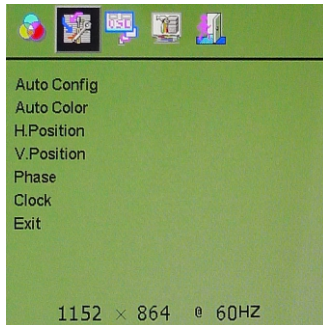 OSD
Auto Config
Auto Color
H.Position
V.Position
Phase
Clock
Exit
1152 × 864 @ 60HZ